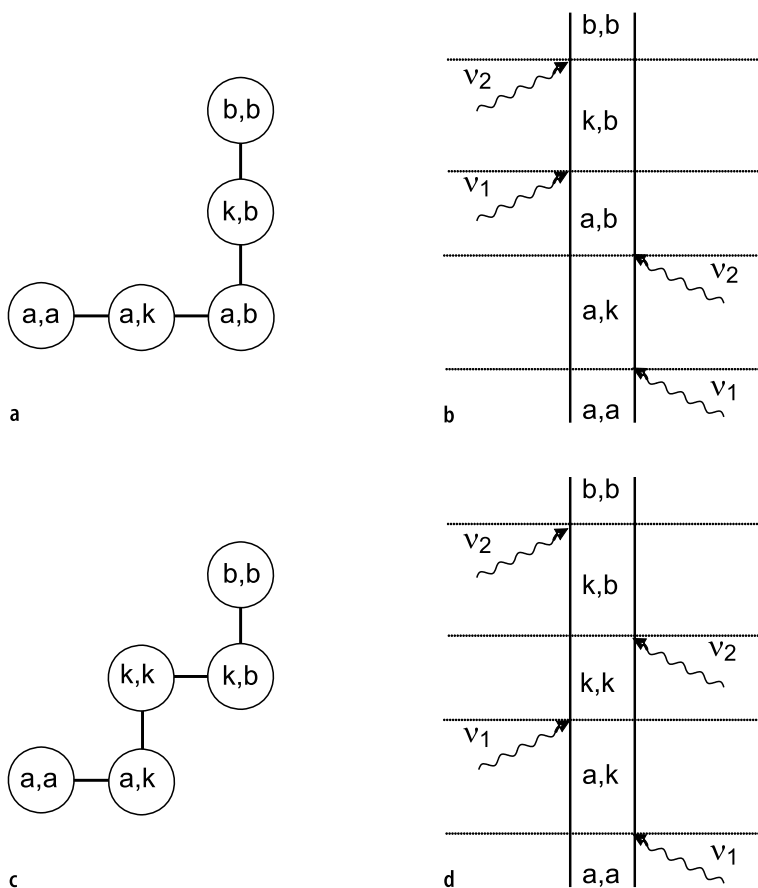 b,b
k,b
a,a
a,k
a,b
a
b,b
ν2
k,b
ν1
a,b
ν2
a,k
ν1
a,a
b
b,b
k,k
k,b
a,a
a,k
c
b,b
ν2
k,b
ν2
k,k
ν1
a,k
ν1
a,a
d